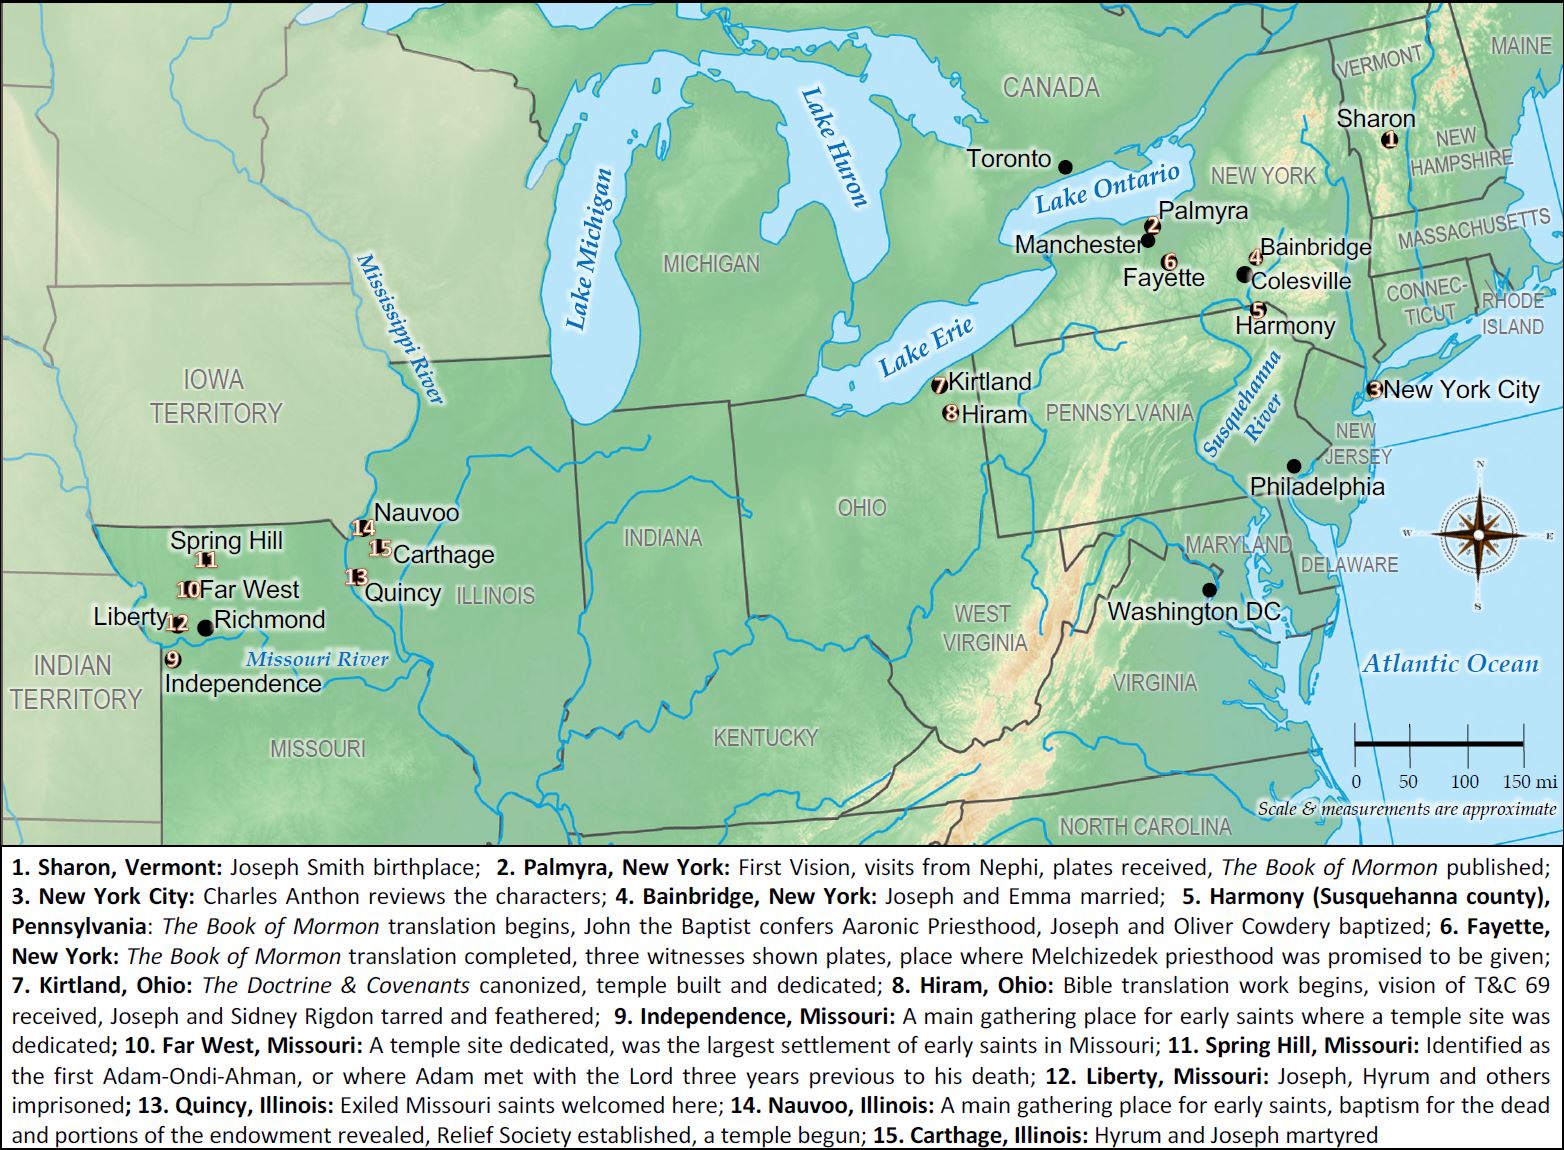 MAINE
VERMONT
CANADA
Lake Huron
Sharon
1
NEW
HAMPSHIRE
Toronto
Lake Ontario
NEW YORK
Lake Michigan
Palmyra
2
MASSACHUSETTS
Manchester
Bainbridge
4
MICHIGAN
Fayette
6
Colesville
CONNEC-
TICUT
RHODE
ISLAND
Mississippi River
5
Harmony
Lake Erie
IOWA
TERRITORY
7 Kirtland
8 Hiram
PENNSYLVANIA
Susquehanna
River
3 New York City
NEW
JERSEY
N
W
E
S
Philadelphia
OHIO
Nauvoo
14
Spring Hill
11
15 Carthage
INDIANA
MARYLAND
DELAWARE
13
Quincy
ILLINOIS
10 Far West
Liberty 12
Richmond
WEST
VIRGINIA
Washington DC
9
Independence
Missouri River
INDIAN
TERRITORY
Atlantic Ocean
VIRGINIA
MISSOURI
KENTUCKY
0 50 100 150 mi
Scale & measurements are approximate
NORTH CAROLINA
1. Sharon, Vermont: Joseph Smith birthplace; 2. Palmyra, New York: First Vision, visits from Nephi, plates received, The Book of Mormon published;
3. New York City: Charles Anthon reviews the characters; 4. Bainbridge, New York: Joseph and Emma married; 5. Harmony (Susquehanna county),
Pennsylvania: The Book of Mormon translation begins, John the Baptist confers Aaronic Priesthood, Joseph and Oliver Cowdery baptized; 6. Fayette,
New York: The Book of Mormon translation completed, three witnesses shown plates, place where Melchizedek priesthood was promised to be given;
7. Kirtland, Ohio: The Doctrine & Covenants canonized, temple built and dedicated; 8. Hiram, Ohio: Bible translation work begins, vision of T&C 69
received, Joseph and Sidney Rigdon tarred and feathered; 9. Independence, Missouri: A main gathering place for early saints where a temple site was
dedicated; 10. Far West, Missouri: A temple site dedicated, was the largest settlement of early saints in Missouri; 11. Spring Hill, Missouri: Identified as
the first Adam-Ondi-Ahman, or where Adam met with the Lord three years previous to his death; 12. Liberty, Missouri: Joseph, Hyrum and others
imprisoned; 13. Quincy, Illinois: Exiled Missouri saints welcomed here; 14. Nauvoo, Illinois: A main gathering place for early saints, baptism for the dead
and portions of the endowment revealed, Relief Society established, a temple begun; 15. Carthage, Illinois: Hyrum and Joseph martyred